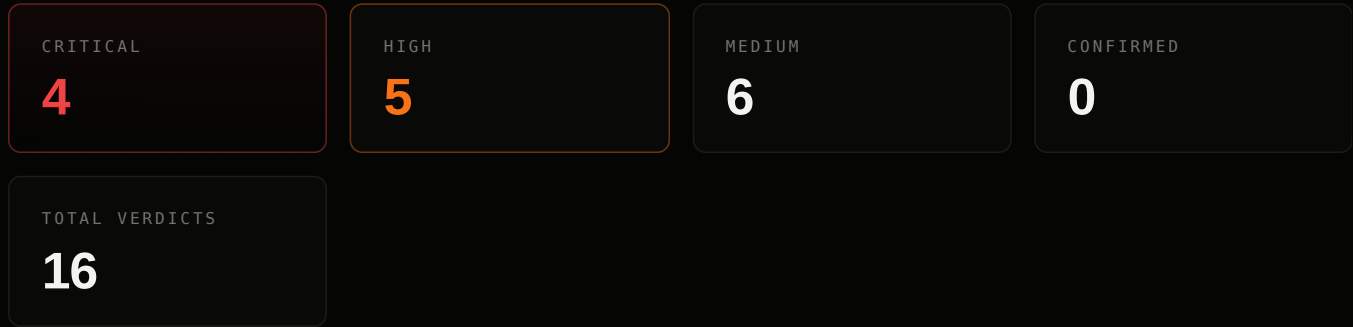 CRITICAL
4
HIGH
5
MEDIUM
6
CONFIRMED
0
TOTAL VERDICTS
16